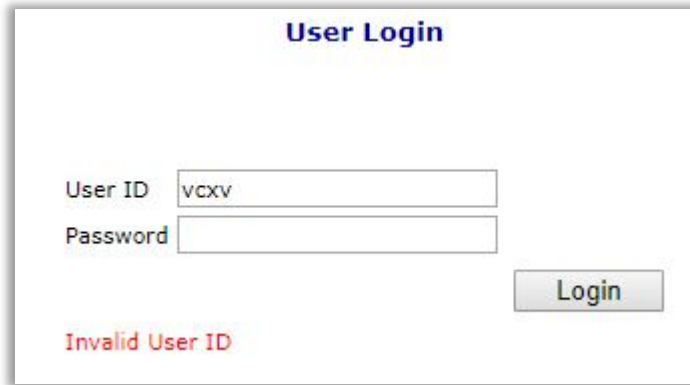 User Login
User ID vcxv
Password
Login
Invalid User ID